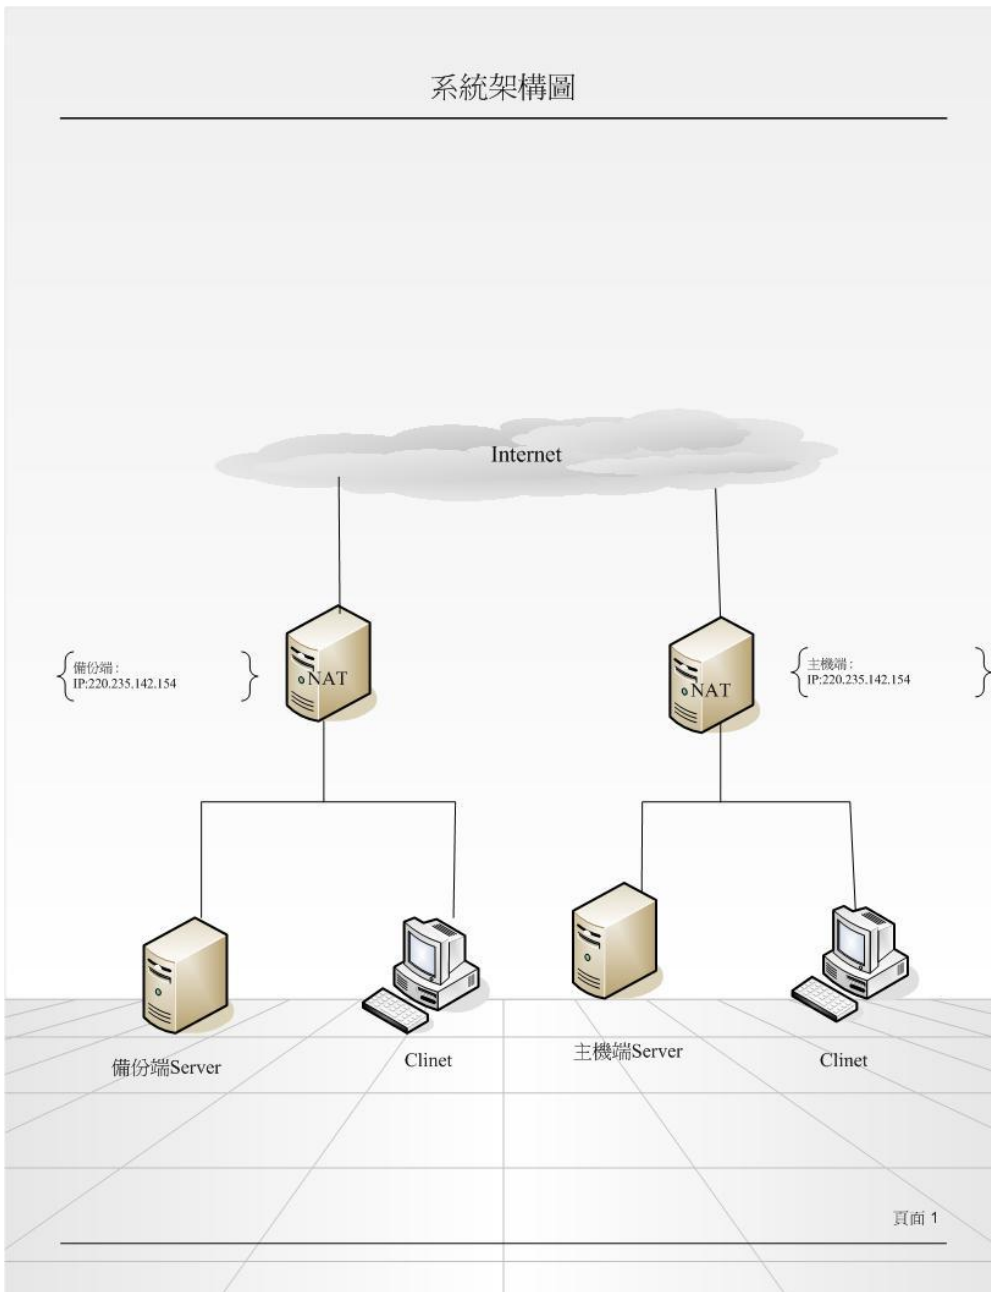 系統架構圖
Internet
NAT
備份端 :
IP:220.235.142.154
NAT
主機端 :
IP:220.235.142.154
備份端Server
Clinet
主機端Server
Clinet
頁面 1